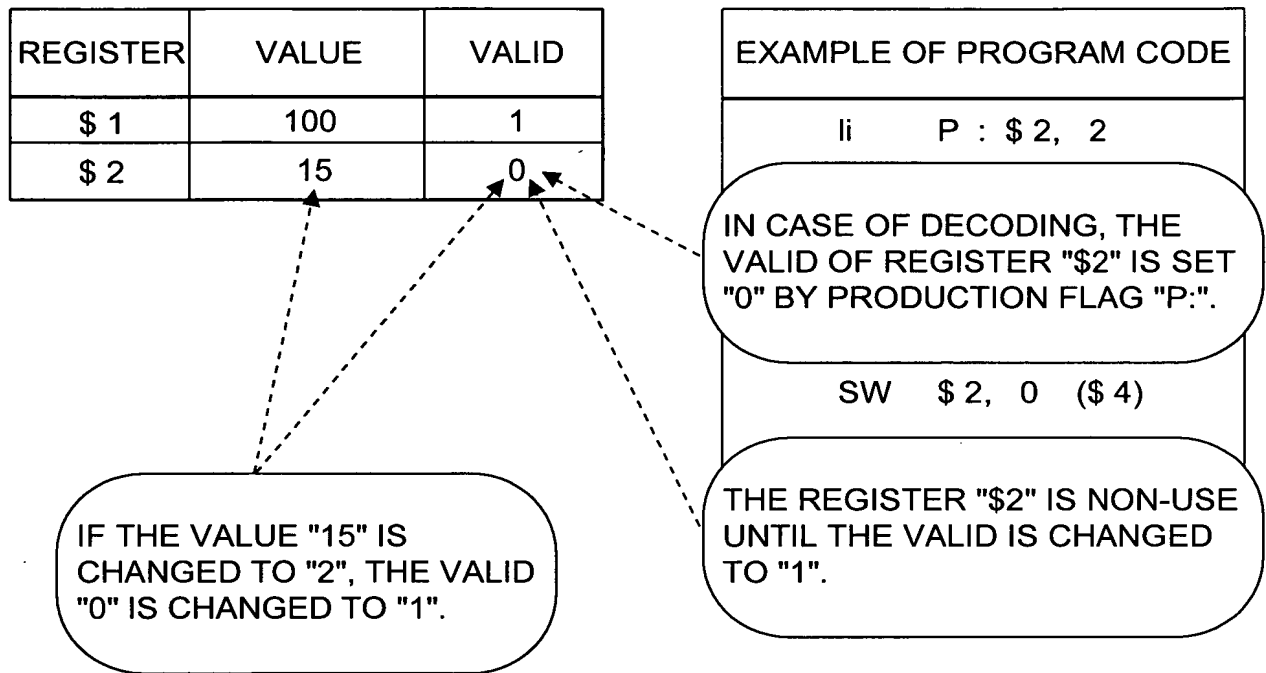 REGISTER VALUE VALID
$ 1 100 1
$ 2 15 0
EXAMPLE OF PROGRAM CODE
li P : $ 2, 2
IN CASE OF DECODING, THE
VALID OF REGISTER "$2" IS SET
"0" BY PRODUCTION FLAG "P:".
SW $ 2, 0 ($ 4)
THE REGISTER "$2" IS NON-USE
UNTIL THE VALID IS CHANGED
TO "1".
IF THE VALUE "15" IS
CHANGED TO "2", THE VALID
"0" IS CHANGED TO "1".